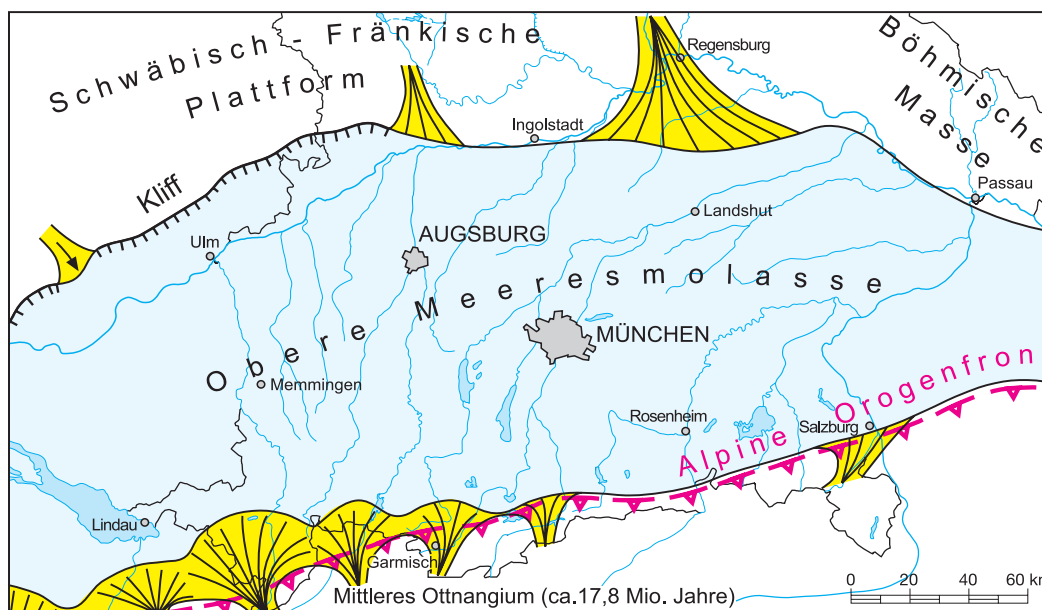 Schwäbisch - Fränkische
Plattform
Böhmische
Masse
Regensburg
Ingolstadt
Passau
Kliff
Landshut
Ulm
AUGSBURG
Obere Meeresmolasse
MÜNCHEN
Memmingen
Rosenheim
Salzburg
Alpine Orogenfron
Lindau
Garmisch
Mittleres Ottnangium (ca.17,8 Mio. Jahre)
0 20 40 60 km